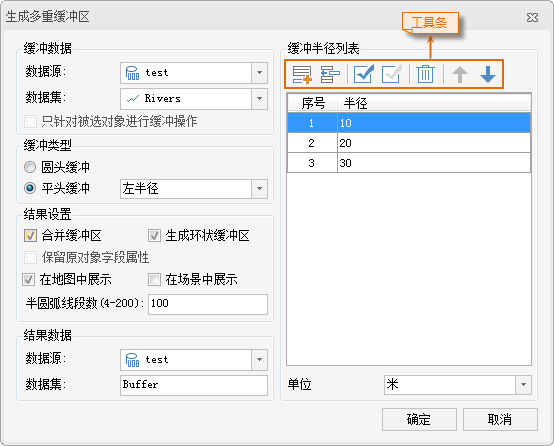 生成多重缓冲区
工具条
缓冲数据
数据源: test
数据集: Rivers
只针对被选对象进行缓冲操作
缓冲类型
圆头缓冲
平头缓冲 左半径
结果设置
合并缓冲区 生成环状缓冲区
保留原对象字段属性
在地图中展示 在场景中展示
半圆弧线段数(4-200): 100
结果数据
数据源: test
数据集: Buffer
缓冲半径列表
序号 半径
1 10
2 20
3 30
单位 米
确定 取消